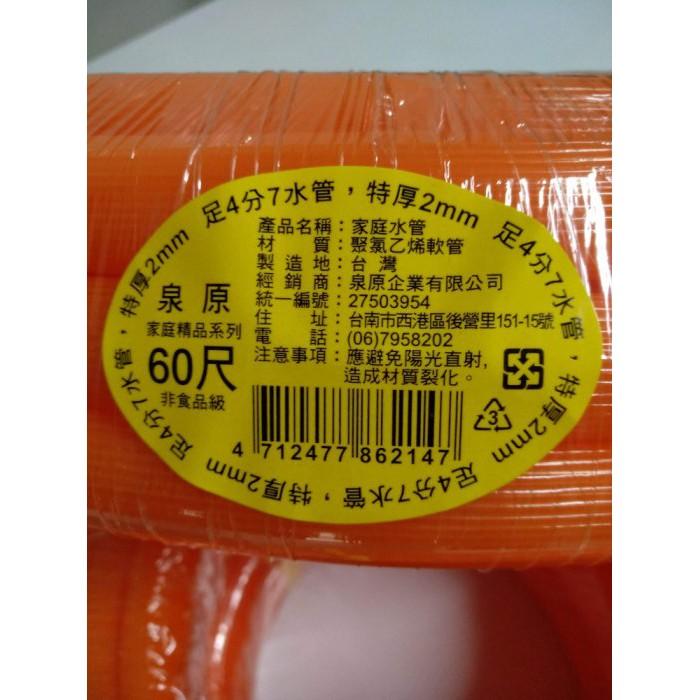 足4分7水管，特厚2mm 足4分7水管，特厚2mm 足4分7水管，特厚2mm 足4分7水管，特厚2mm
泉原
家庭精品系列
60尺
非食品級
產品名稱：家庭水管
材質：聚氯乙烯軟管
製造地：台灣
經銷商：泉原企業有限公司
統一編號：27503954
住址：台南市西港區後營里151-15號
電話：(06)7958202
注意事項：應避免陽光直射,
造成材質裂化。
3
4 712477 862147